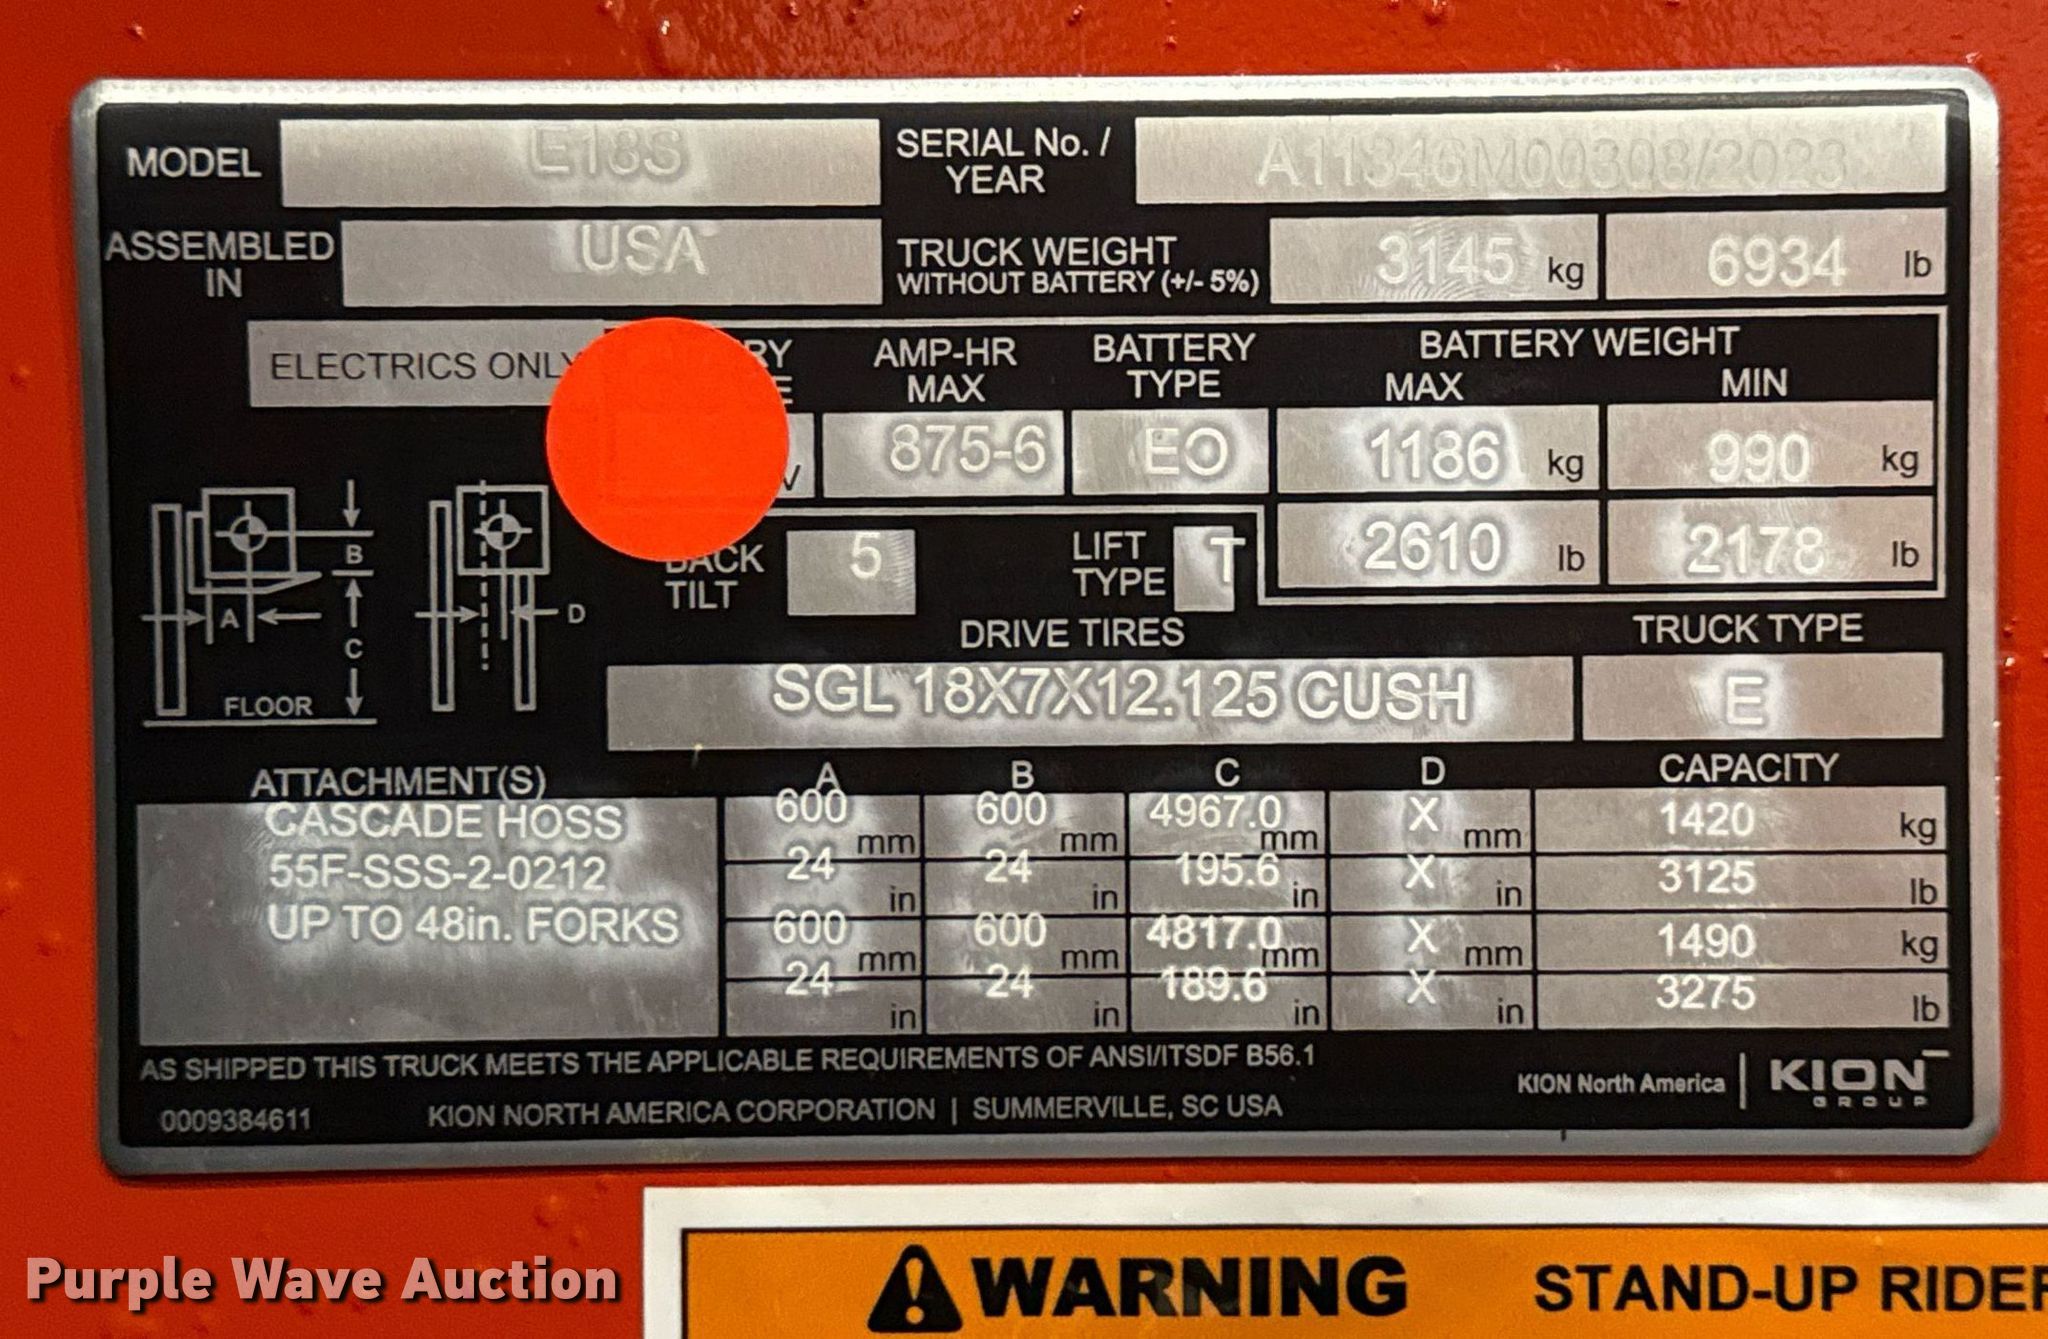 MODEL E18S SERIAL No. / YEAR A11346M00308/2023
ASSEMBLED IN USA TRUCK WEIGHT WITHOUT BATTERY (+/- 5%) 3145 kg 6934 lb
ELECTRICS ONLY AMP-HR MAX BATTERY TYPE BATTERY WEIGHT
MAX MIN
V 875-6 EO 1186 kg 990 kg
2610 lb 2178 lb
BACK TILT 5 LIFT TYPE T
A B C D FLOOR
DRIVE TIRES TRUCK TYPE
SGL 18X7X12.125 CUSH E
ATTACHMENT(S) A B C D CAPACITY
CASCADE HOSS 600 mm 600 mm 4967.0 mm X mm 1420 kg
55F-SSS-2-0212 24 in 24 in 195.6 in X in 3125 lb
UP TO 48in. FORKS 600 mm 600 mm 4817.0 mm X mm 1490 kg
24 in 24 in 189.6 in X in 3275 lb
AS SHIPPED THIS TRUCK MEETS THE APPLICABLE REQUIREMENTS OF ANSI/ITSDF B56.1
KION North America | KION GROUP
0009384611 KION NORTH AMERICA CORPORATION | SUMMERVILLE, SC USA
WARNING STAND-UP RIDER
Purple Wave Auction